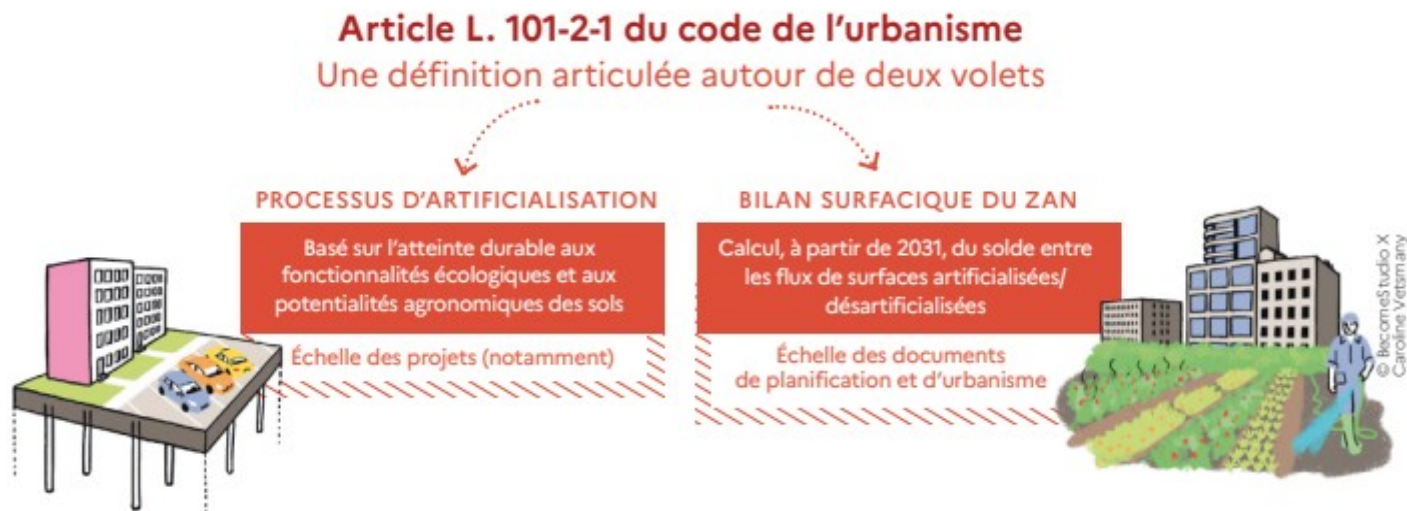 Article L. 101-2-1 du code de l’urbanisme
Une définition articulée autour de deux volets
PROCESSUS D’ARTIFICIALISATION
Basé sur l’atteinte durable aux
fonctionnalités écologiques et aux
potentialités agronomiques des sols
Échelle des projets (notamment)
BILAN SURFACIQUE DU ZAN
Calcul, à partir de 2031, du solde entre
les flux de surfaces artificialisées/
désartificialisées
Échelle des documents
de planification et d’urbanisme
© BecomeStudio X
Caroline Vetsmany